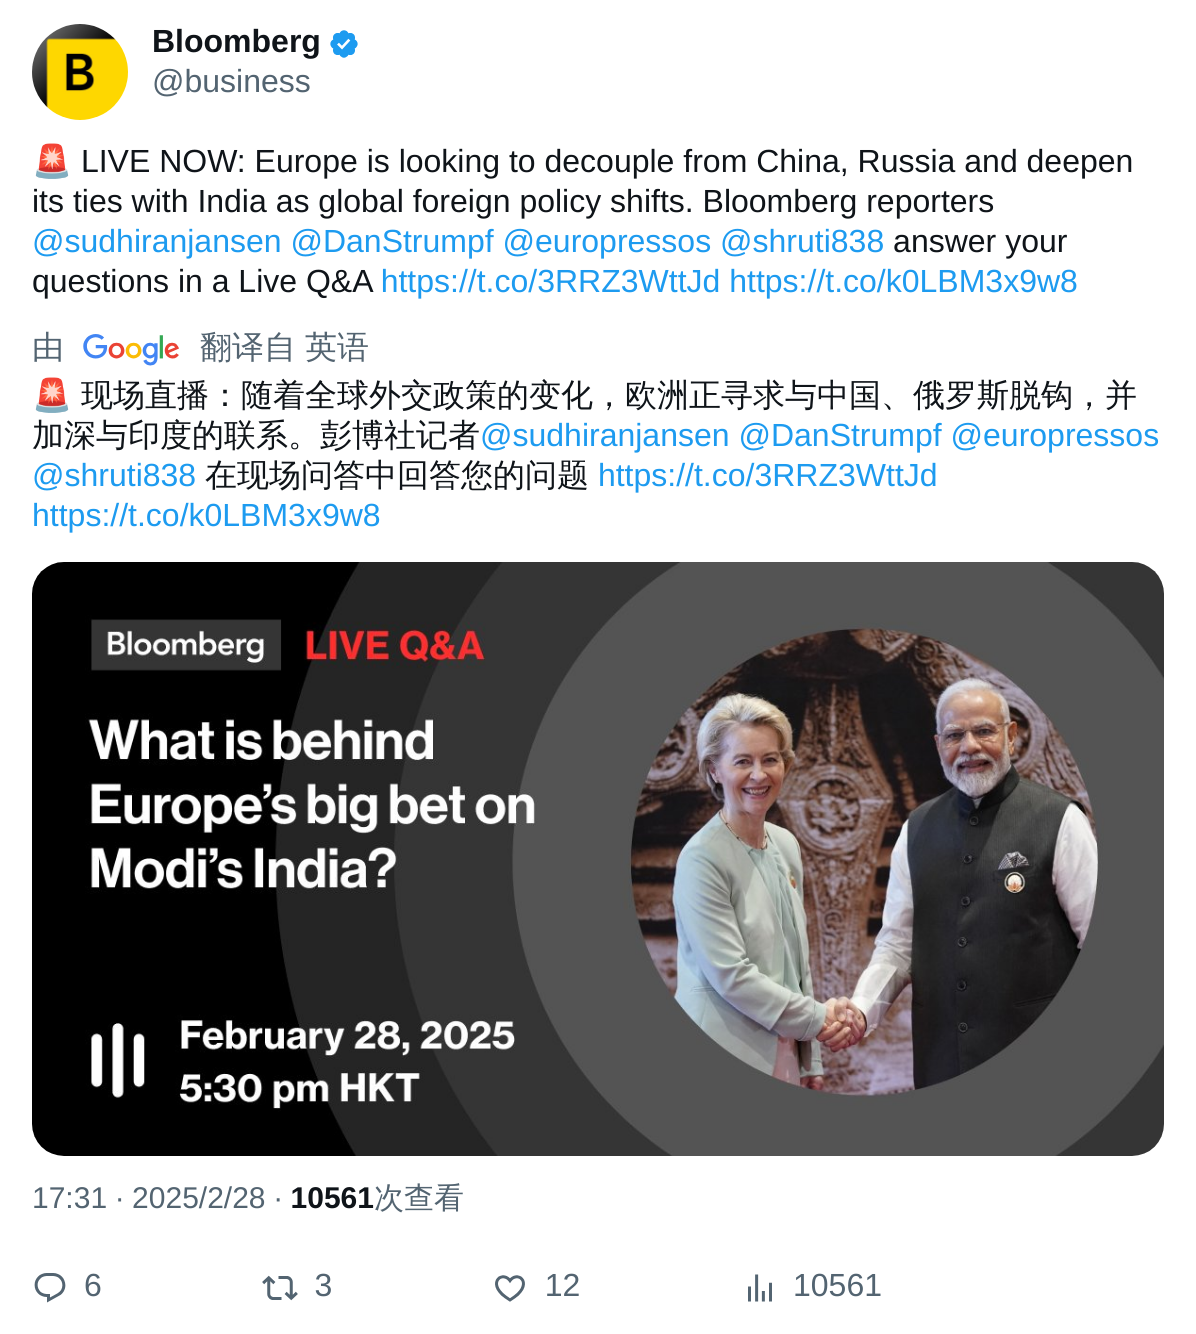 B
Bloomberg
@business
🚨 LIVE NOW: Europe is looking to decouple from China, Russia and deepen
its ties with India as global foreign policy shifts. Bloomberg reporters
@sudhiranjansen @DanStrumpf @europressos @shruti838 answer your
questions in a Live Q&A https://t.co/3RRZ3WttJd https://t.co/k0LBM3x9w8
由 Google 翻译自 英语
🚨 现场直播：随着全球外交政策的变化，欧洲正寻求与中国、俄罗斯脱钩，并
加深与印度的联系。彭博社记者@sudhiranjansen @DanStrumpf @europressos
@shruti838 在现场问答中回答您的问题 https://t.co/3RRZ3WttJd
https://t.co/k0LBM3x9w8
Bloomberg LIVE Q&A
What is behind
Europe’s big bet on
Modi’s India?
February 28, 2025
5:30 pm HKT
17:31 · 2025/2/28 · 10561次查看
6 3 12 10561